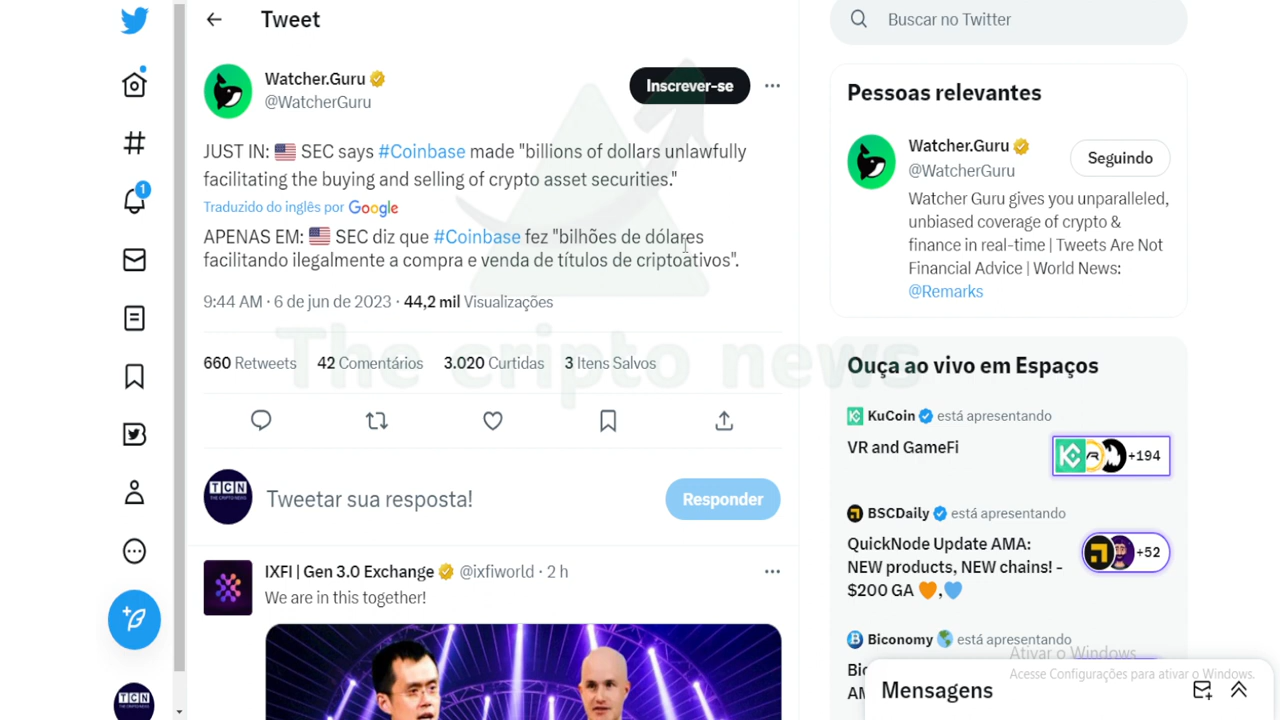 Tweet
Watcher.Guru
@WatcherGuru
Inscrever-se
JUST IN: 🇺🇸 SEC says #Coinbase made "billions of dollars unlawfully
facilitating the buying and selling of crypto asset securities."
Traduzido do inglês por Google
APENAS EM: 🇺🇸 SEC diz que #Coinbase fez "bilhões de dólares
facilitando ilegalmente a compra e venda de títulos de criptoativos".
9:44 AM · 6 de jun de 2023 · 44,2 mil Visualizações
660 Retweets 42 Comentários 3.020 Curtidas 3 Itens Salvos
The cripto news
TCN
THE CRIPTO NEWS
Tweetar sua resposta!
Responder
IXFI | Gen 3.0 Exchange @ixfiworld · 2 h
We are in this together!
1
TCN
Buscar no Twitter
Pessoas relevantes
Watcher.Guru
@WatcherGuru
Seguindo
Watcher Guru gives you unparalleled,
unbiased coverage of crypto &
finance in real-time | Tweets Are Not
Financial Advice | World News:
@Remarks
Ouça ao vivo em Espaços
KuCoin está apresentando
VR and GameFi
+194
BSCDaily está apresentando
QuickNode Update AMA:
NEW products, NEW chains! -
$200 GA 🧡,💙
+52
Biconomy 🌎 está apresentando
Ativar o Windows
Acesse Configurações para ativar o Windows.
Mensagens